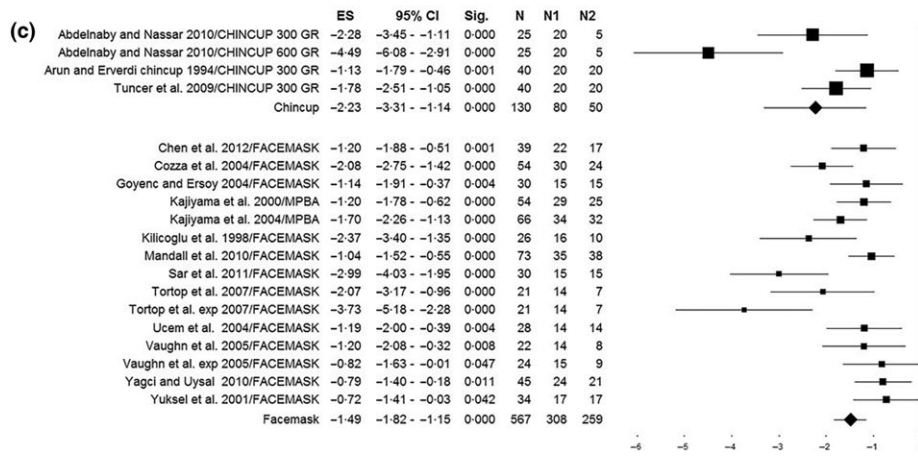 (c)
ES 95% CI Sig. N N1 N2
Abdelnaby and Nassar 2010/CHINCUP 300 GR −2·28 −3·45 - −1·11 0·000 25 20 5
Abdelnaby and Nassar 2010/CHINCUP 600 GR −4·49 −6·08 - −2·91 0·000 25 20 5
Arun and Erverdi chincup 1994/CHINCUP 300 GR −1·13 −1·79 - −0·46 0·001 40 20 20
Tuncer et al. 2009/CHINCUP 300 GR −1·78 −2·51 - −1·05 0·000 40 20 20
Chincup −2·23 −3·31 - −1·14 0·000 130 80 50
Chen et al. 2012/FACEMASK −1·20 −1·88 - −0·51 0·001 39 22 17
Cozza et al. 2004/FACEMASK −2·08 −2·75 - −1·42 0·000 54 30 24
Goyenc and Ersoy 2004/FACEMASK −1·14 −1·91 - −0·37 0·004 30 15 15
Kajiyama et al. 2000/MPBA −1·20 −1·78 - −0·62 0·000 54 29 25
Kajiyama et al. 2004/MPBA −1·70 −2·26 - −1·13 0·000 66 34 32
Kilicoglu et al. 1998/FACEMASK −2·37 −3·40 - −1·35 0·000 26 16 10
Mandall et al. 2010/FACEMASK −1·04 −1·52 - −0·55 0·000 73 35 38
Sar et al. 2011/FACEMASK −2·99 −4·03 - −1·95 0·000 30 15 15
Tortop et al. 2007/FACEMASK −2·07 −3·17 - −0·96 0·000 21 14 7
Tortop et al. exp 2007/FACEMASK −3·73 −5·18 - −2·28 0·000 21 14 7
Ucem et al. 2004/FACEMASK −1·19 −2·00 - −0·39 0·004 28 14 14
Vaughn et al. 2005/FACEMASK −1·20 −2·08 - −0·32 0·008 22 14 8
Vaughn et al. exp 2005/FACEMASK −0·82 −1·63 - −0·01 0·047 24 15 9
Yagci and Uysal 2010/FACEMASK −0·79 −1·40 - −0·18 0·011 45 24 21
Yuksel et al. 2001/FACEMASK −0·72 −1·41 - −0·03 0·042 34 17 17
Facemask −1·49 −1·82 - −1·15 0·000 567 308 259
−6 −5 −4 −3 −2 −1